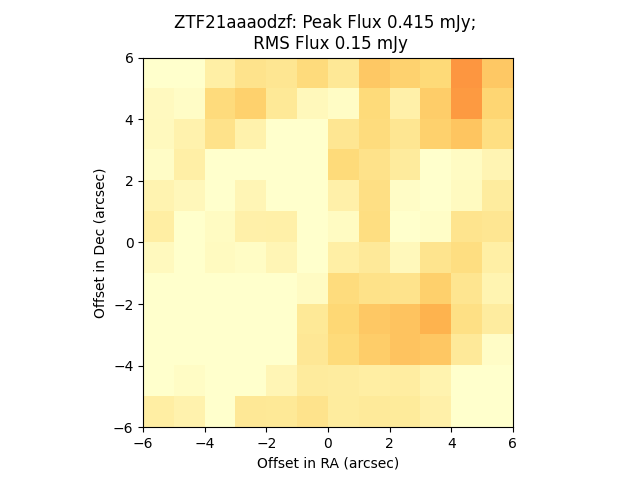 ZTF21aaaodzf: Peak Flux 0.415 mJy;
RMS Flux 0.15 mJy
6
4
2
0
−2
−4
−6
Offset in Dec (arcsec)
−6 −4 −2 0 2 4 6
Offset in RA (arcsec)